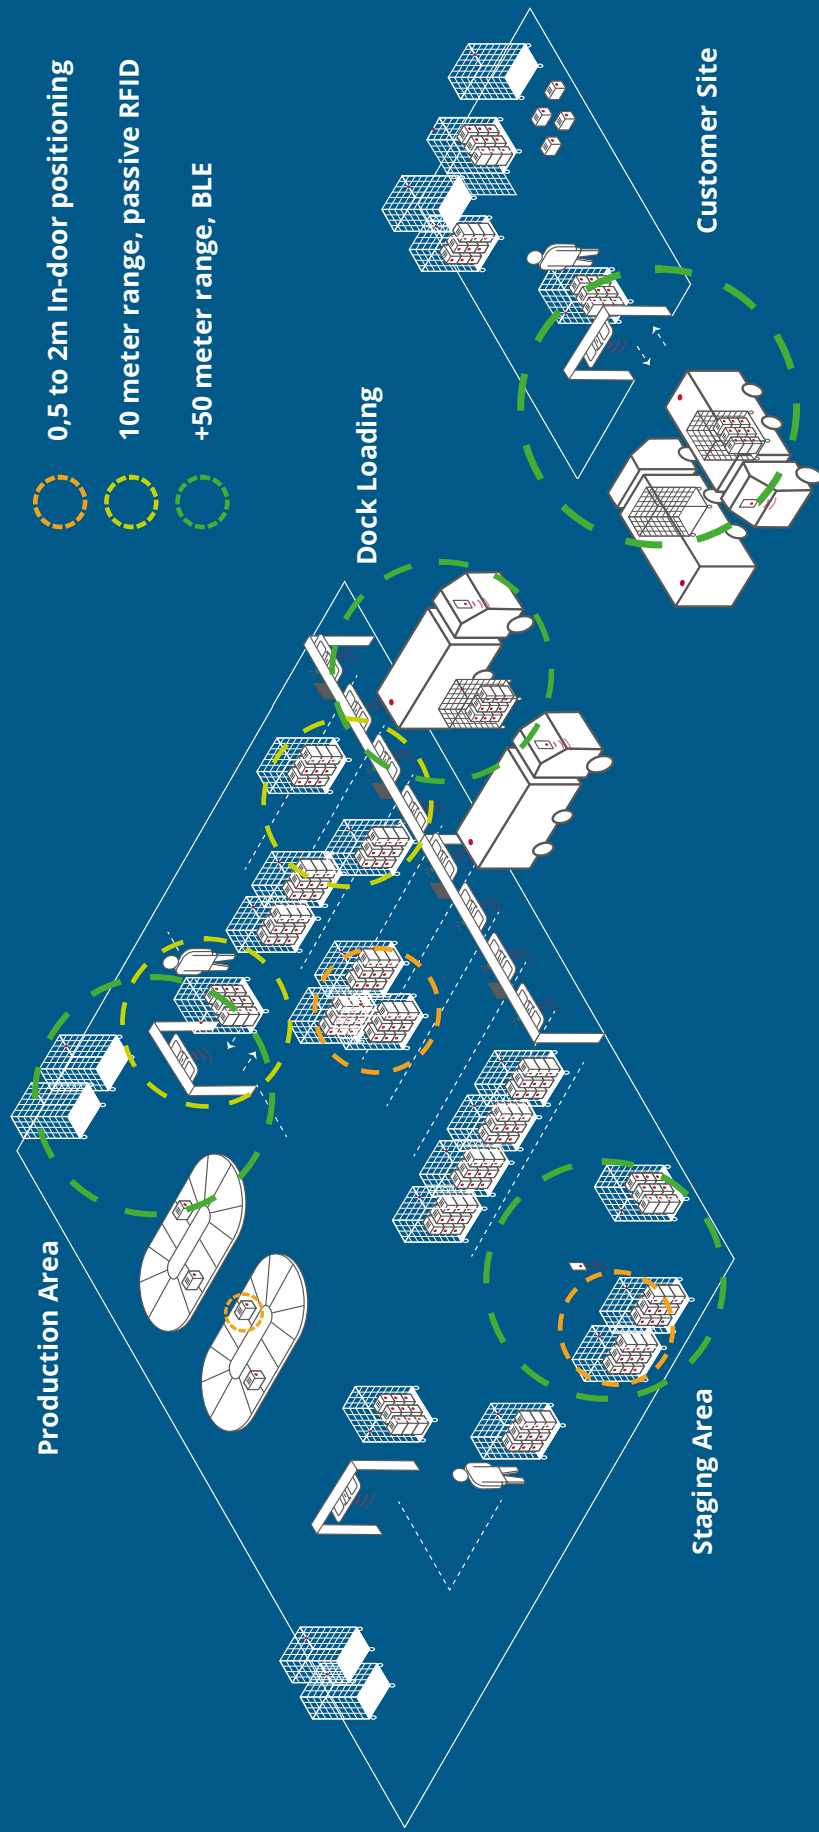 0,5 to 2m In-door positioning
10 meter range, passive RFID
+50 meter range, BLE
Production Area
Dock Loading
Staging Area
Customer Site